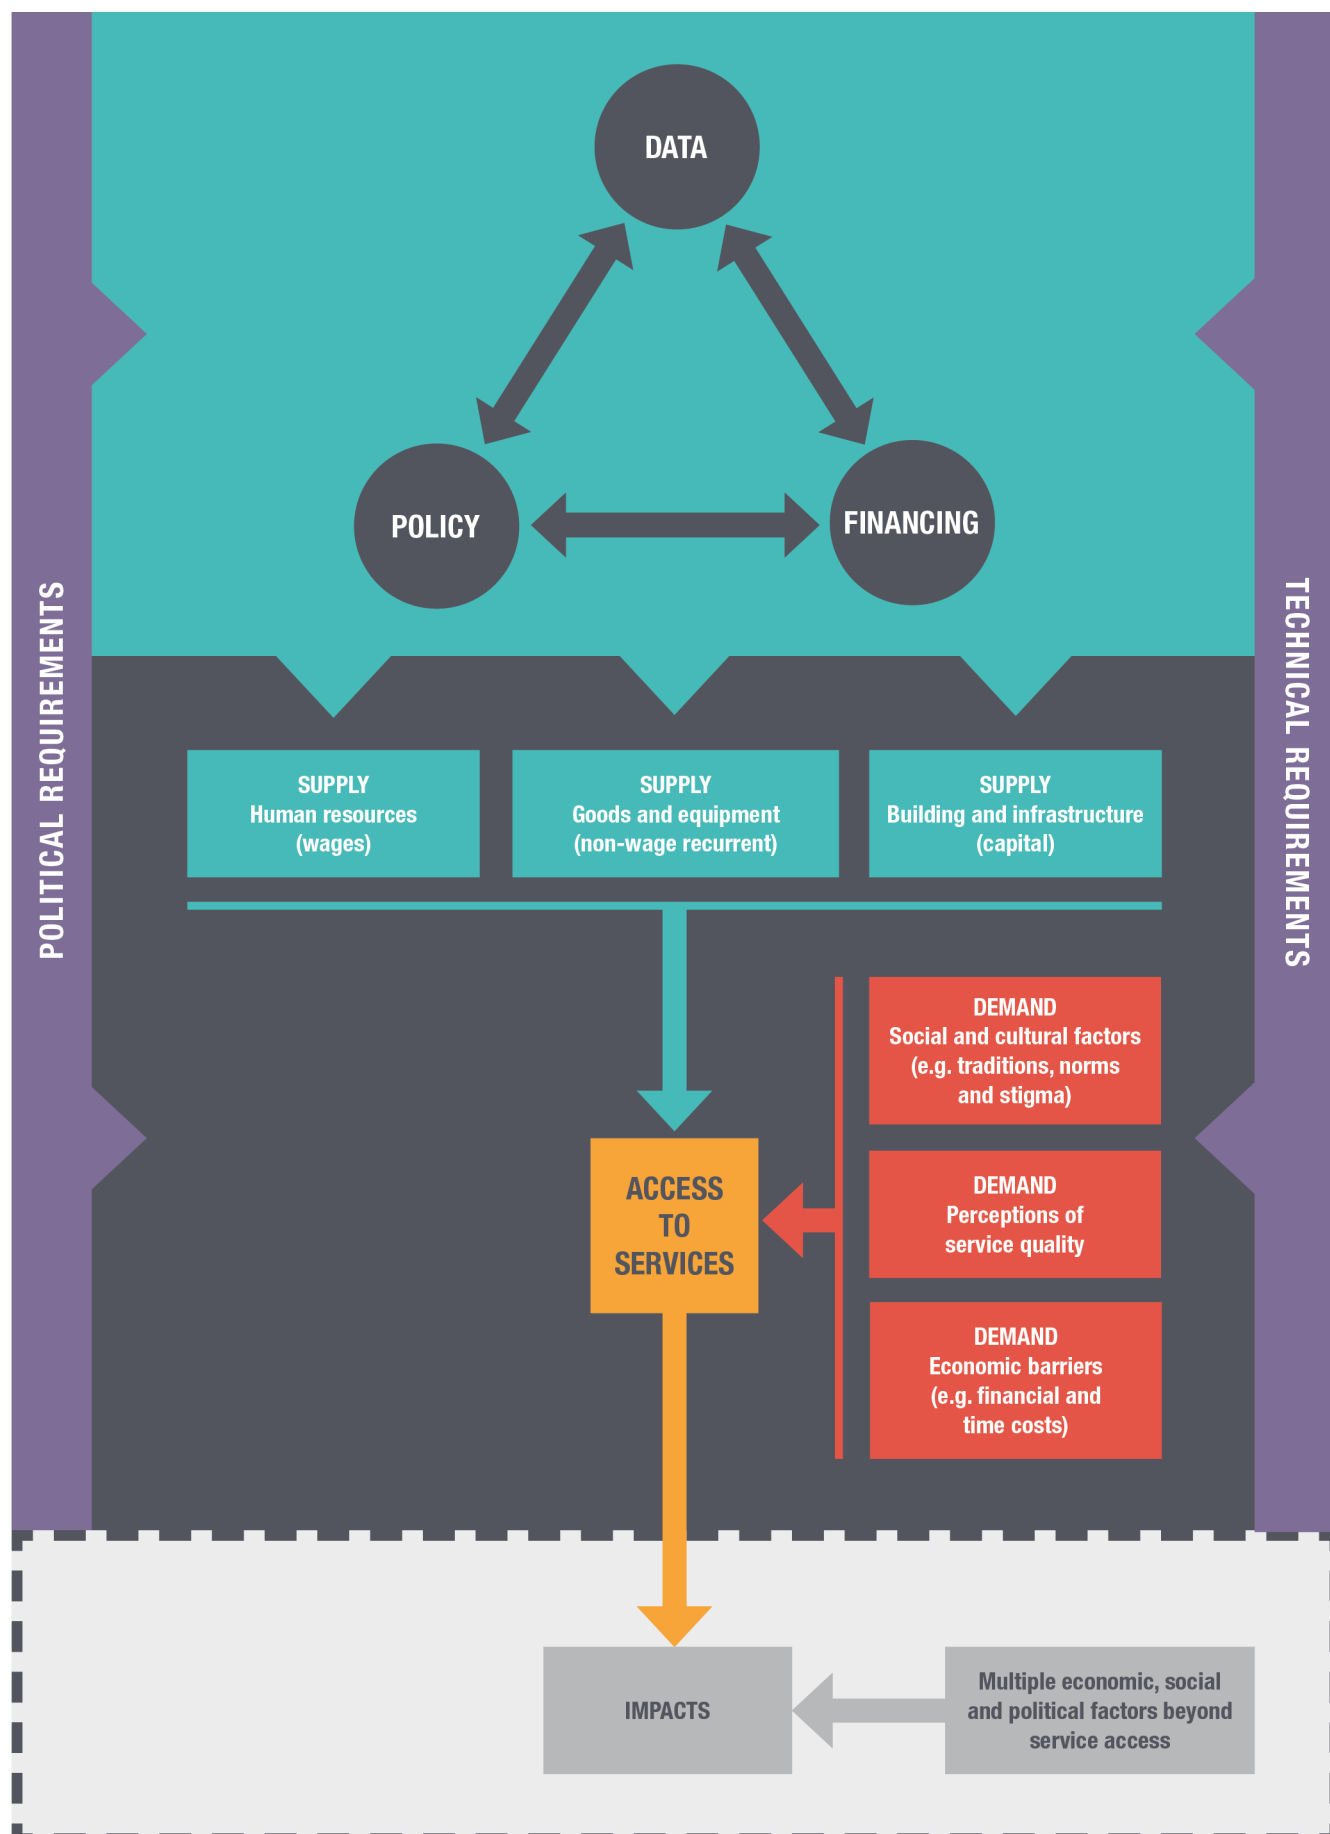 DATA
POLICY
FINANCING
POLITICAL REQUIREMENTS
TECHNICAL REQUIREMENTS
SUPPLY
Human resources
(wages)
SUPPLY
Goods and equipment
(non-wage recurrent)
SUPPLY
Building and infrastructure
(capital)
DEMAND
Social and cultural factors
(e.g. traditions, norms
and stigma)
ACCESS
TO
SERVICES
DEMAND
Perceptions of
service quality
DEMAND
Economic barriers
(e.g. financial and
time costs)
IMPACTS
Multiple economic, social
and political factors beyond
service access